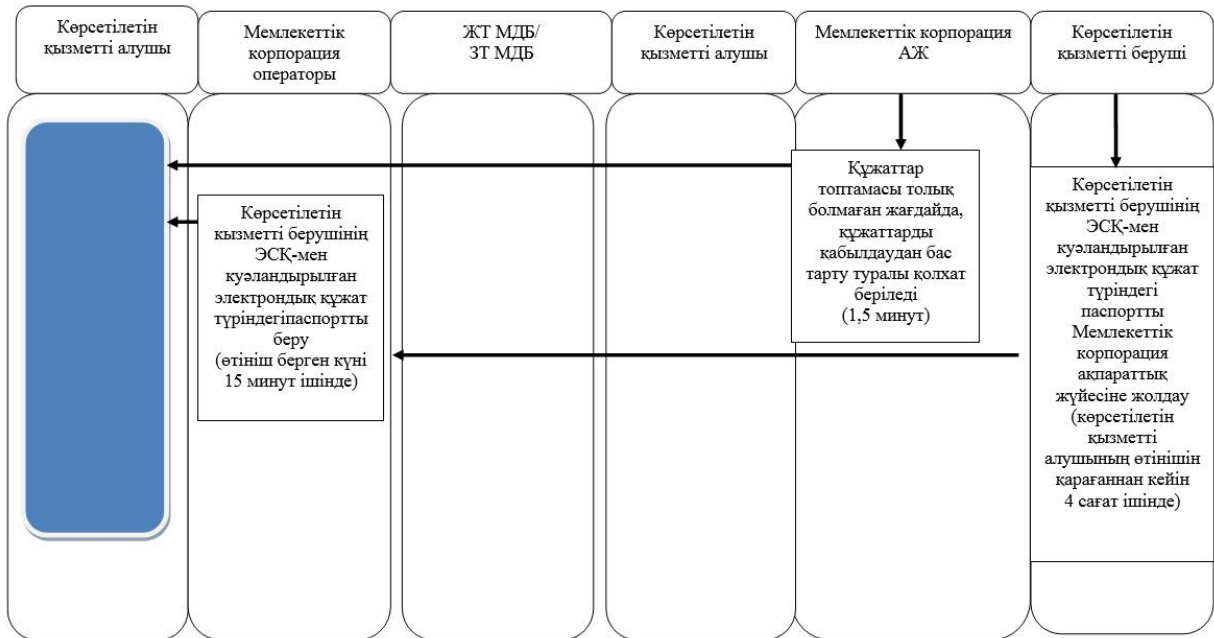 Көрсетілетін
қызметті алушы
Мемлекеттік
корпорация
операторы
ЖТ МДБ/
ЗТ МДБ
Көрсетілетін
қызметті алушы
Мемлекеттік корпорация
АЖ
Көрсетілетін
қызметті беруші
Көрсетілетін
қызметті берушінің
ЭСҚ-мен
куәландырылған
электрондық құжат
түріндегіпаспортты
беру
(өтініш берген күні
15 минут ішінде)
Құжаттар
топтамасы толық
болмаған жағдайда,
құжаттарды
қабылдаудан бас
тарту туралы қолхат
беріледі
(1,5 минут)
Көрсетілетін
қызметті берушінің
ЭСҚ-мен
куәландырылған
электрондық құжат
түріндегі
паспортты
Мемлекеттік
корпорация
ақпараттық
жүйесіне жолдау
(көрсетілетін
қызметті
алушының өтінішін
қарағаннан кейін
4 сағат ішінде)